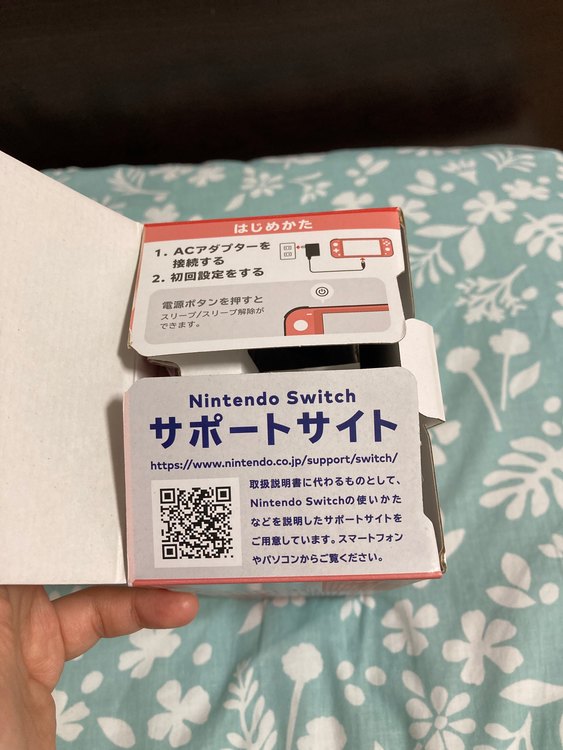 はじめかた
1. ACアダプターを
接続する
2. 初回設定をする
電源ボタンを押すと
スリープ/スリープ解除が
できます。
Nintendo Switch
サポートサイト
https://www.nintendo.co.jp/support/switch/
取扱説明書に代わるものとして、
Nintendo Switchの使いかた
などを説明したサポートサイトを
ご用意しています。スマートフォン
やパソコンからご覧ください。